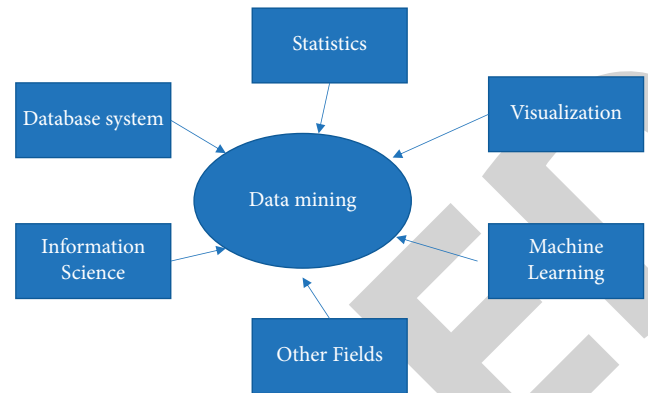 Statistics
Database system
Visualization
Data mining
Information
Science
Machine
Learning
Other Fields